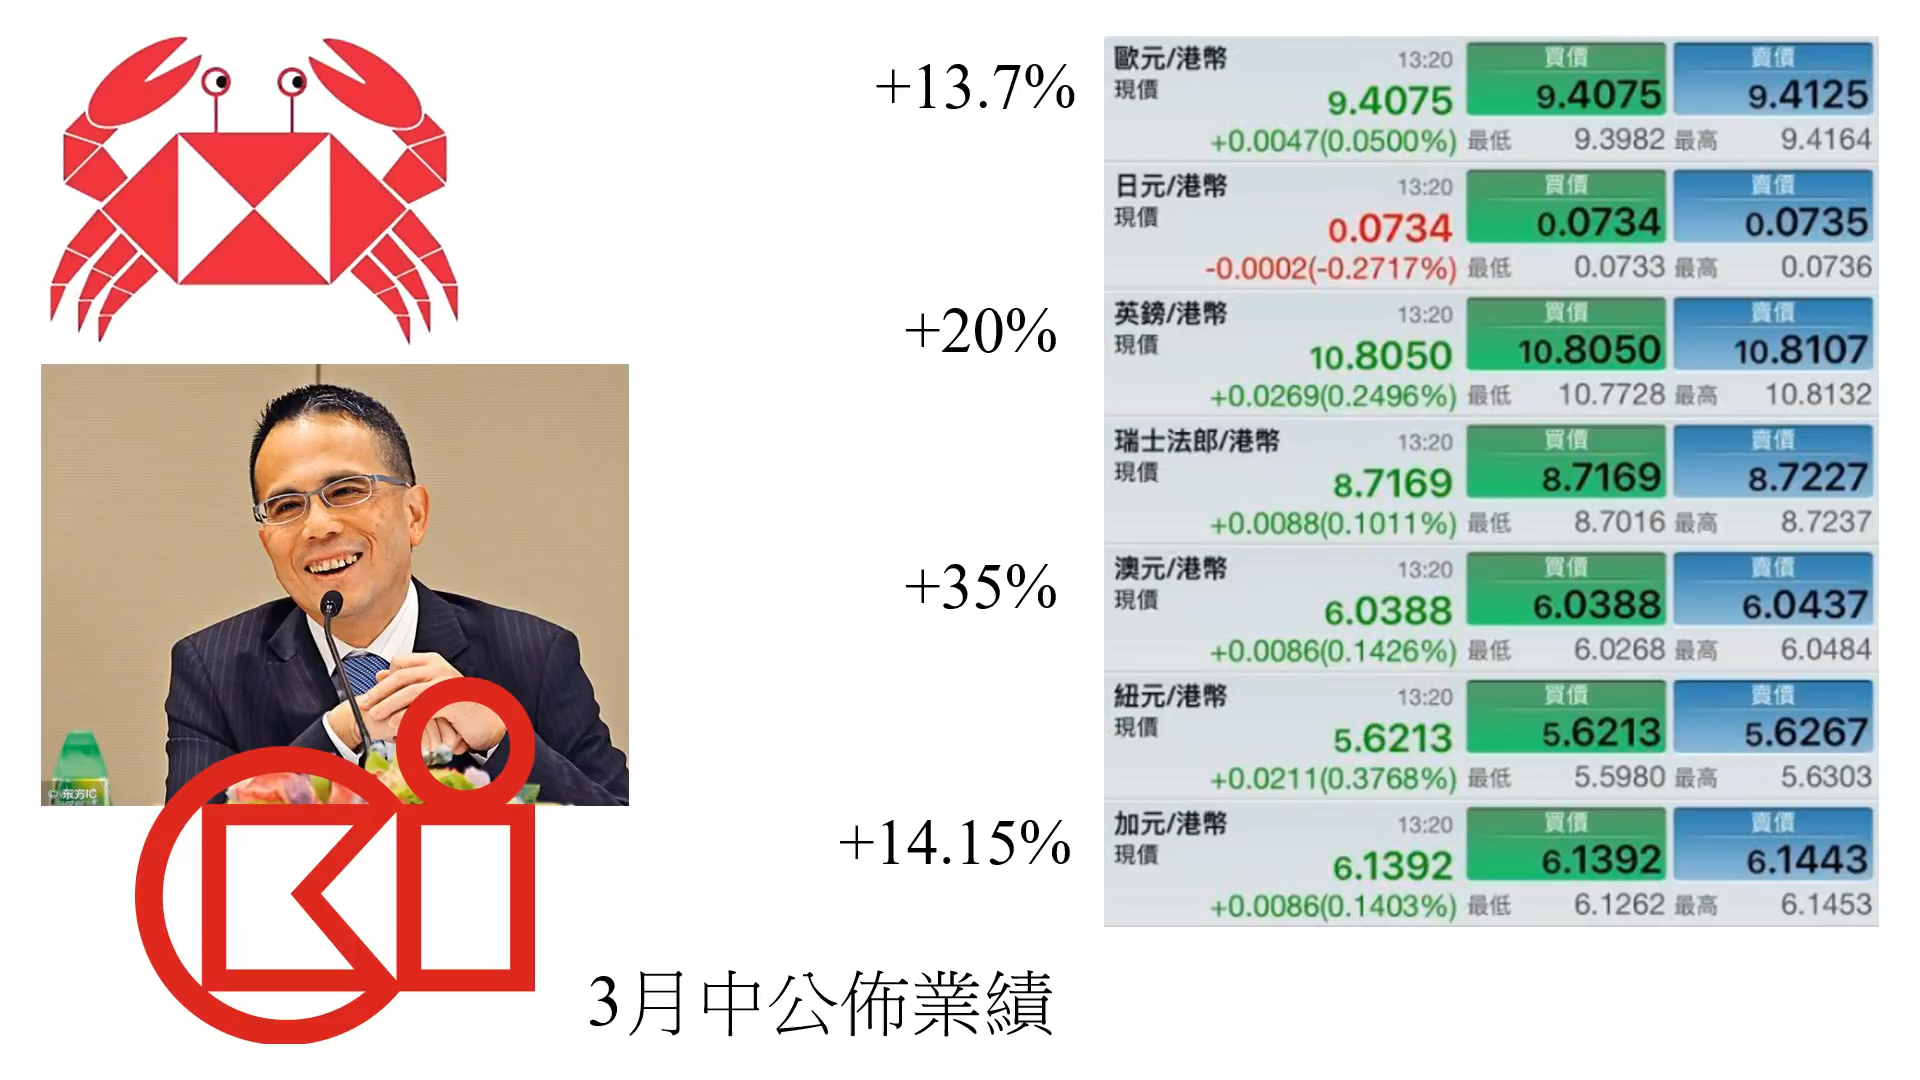 +13.7%
+20%
+35%
+14.15%
3月中公佈業績
© 东方IC
歐元/港幣 13:20 買價 賣價
現價 9.4075 9.4075 9.4125
+0.0047(0.0500%) 最低 9.3982 最高 9.4164
日元/港幣 13:20 買價 賣價
現價 0.0734 0.0734 0.0735
-0.0002(-0.2717%) 最低 0.0733 最高 0.0736
英鎊/港幣 13:20 買價 賣價
現價 10.8050 10.8050 10.8107
+0.0269(0.2496%) 最低 10.7728 最高 10.8132
瑞士法郎/港幣 13:20 買價 賣價
現價 8.7169 8.7169 8.7227
+0.0088(0.1011%) 最低 8.7016 最高 8.7237
澳元/港幣 13:20 買價 賣價
現價 6.0388 6.0388 6.0437
+0.0086(0.1426%) 最低 6.0268 最高 6.0484
紐元/港幣 13:20 買價 賣價
現價 5.6213 5.6213 5.6267
+0.0211(0.3768%) 最低 5.5980 最高 5.6303
加元/港幣 13:20 買價 賣價
現價 6.1392 6.1392 6.1443
+0.0086(0.1403%) 最低 6.1262 最高 6.1453